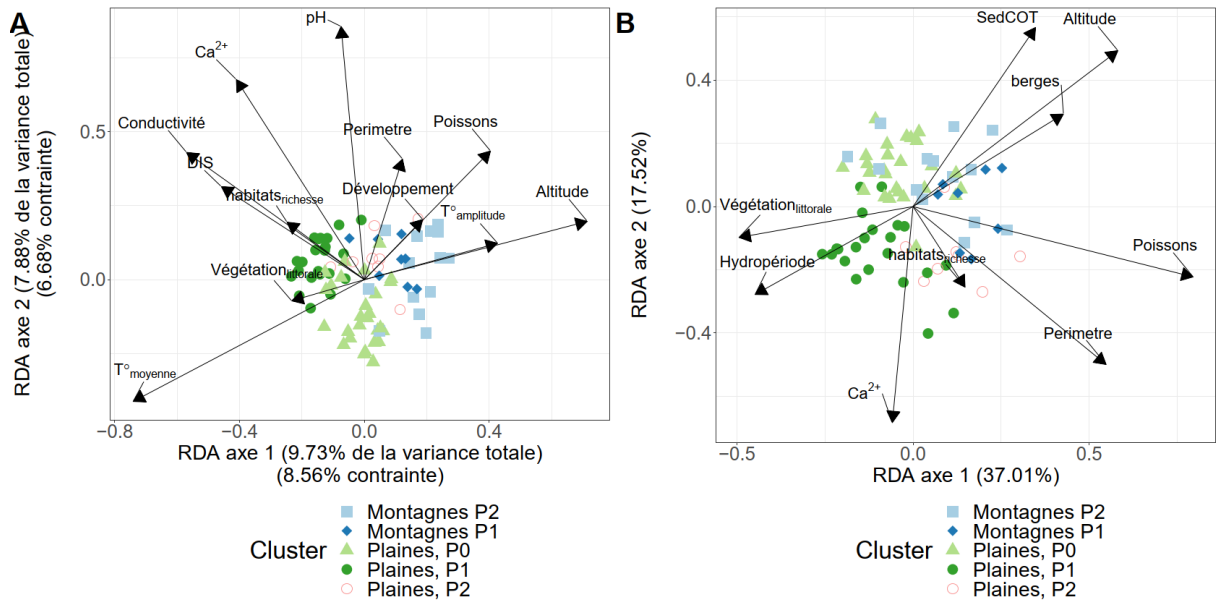 A
pH
Ca2+
Conductivité
DIS
habitatsrichesse
Perimetre
Poissons
Développement
Altitude
T°amplitude
Végétationlittorale
T°moyenne
0.5
0.0
−0.8
−0.4
0.0
0.4
RDA axe 2 (7.88% de la variance totale)
(6.68% contrainte)
RDA axe 1 (9.73% de la variance totale)
(8.56% contrainte)
Cluster
Montagnes P2
Montagnes P1
Plaines, P0
Plaines, P1
Plaines, P2
B
SedCOT
Altitude
berges
Végétationlittorale
Hydropériode
habitatsrichesse
Poissons
Perimetre
Ca2+
0.4
0.0
−0.4
−0.5
0.0
0.5
RDA axe 2 (17.52%)
RDA axe 1 (37.01%)
Cluster
Montagnes P2
Montagnes P1
Plaines, P0
Plaines, P1
Plaines, P2